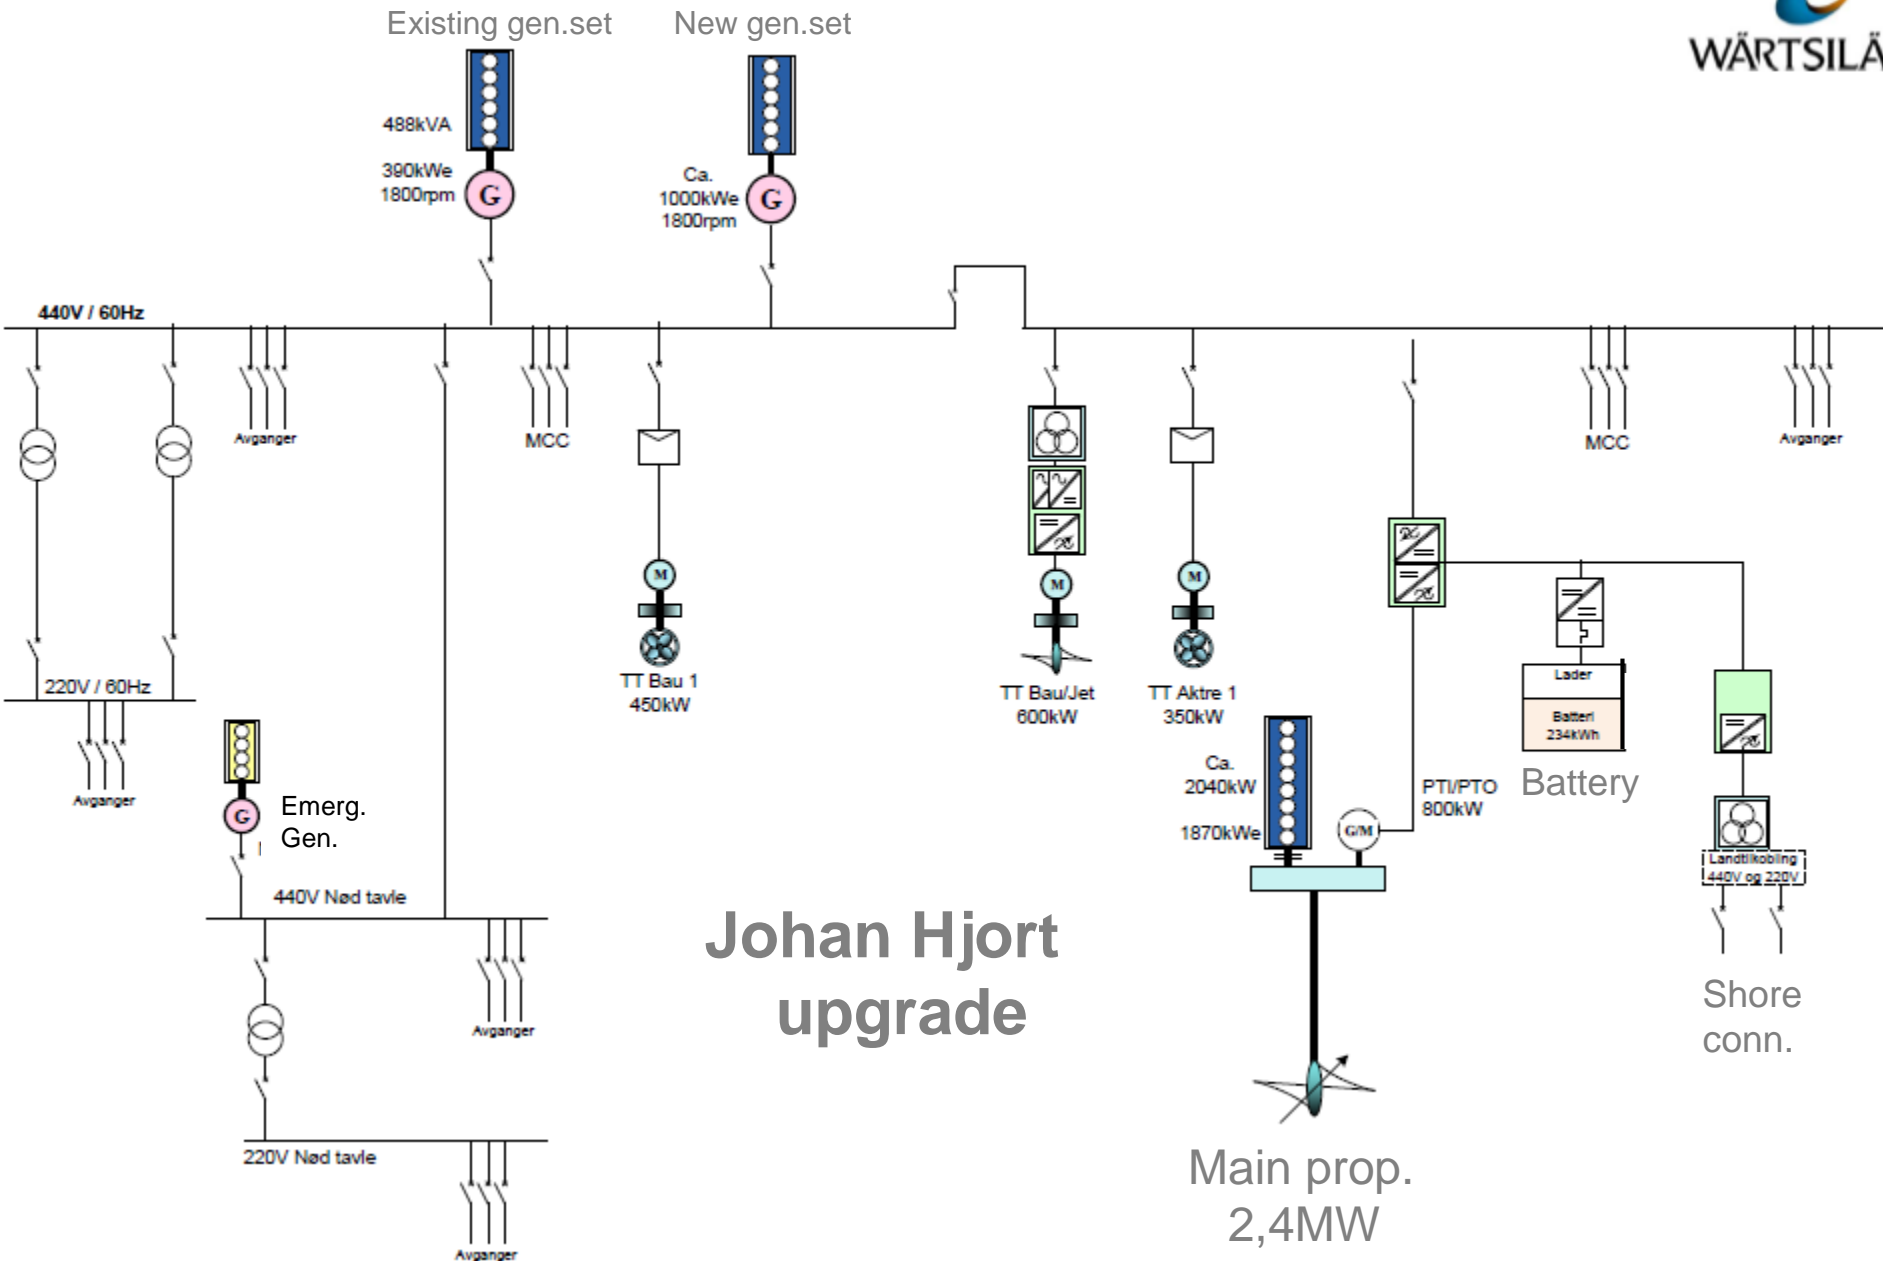 Existing gen.set
New gen.set
WÄRTSILÄ
488kVA
390kWe
1800rpm
G
Ca.
1000kWe
1800rpm
G
440V / 60Hz
Avganger
MCC
MCC
Avganger
M
TT Bau 1
450kW
M
TT Bau/Jet
600kW
M
TT Aktre 1
350kW
220V / 60Hz
Avganger
Lader
Batteri
234kWh
Battery
Ca.
2040kW
1870kWe
G/M
PTI/PTO
800kW
Landtilkobling
440V og 220V
Shore
conn.
G
Emerg.
Gen.
440V Nød tavle
Avganger
Johan Hjort
upgrade
220V Nød tavle
Avganger
Main prop.
2,4MW